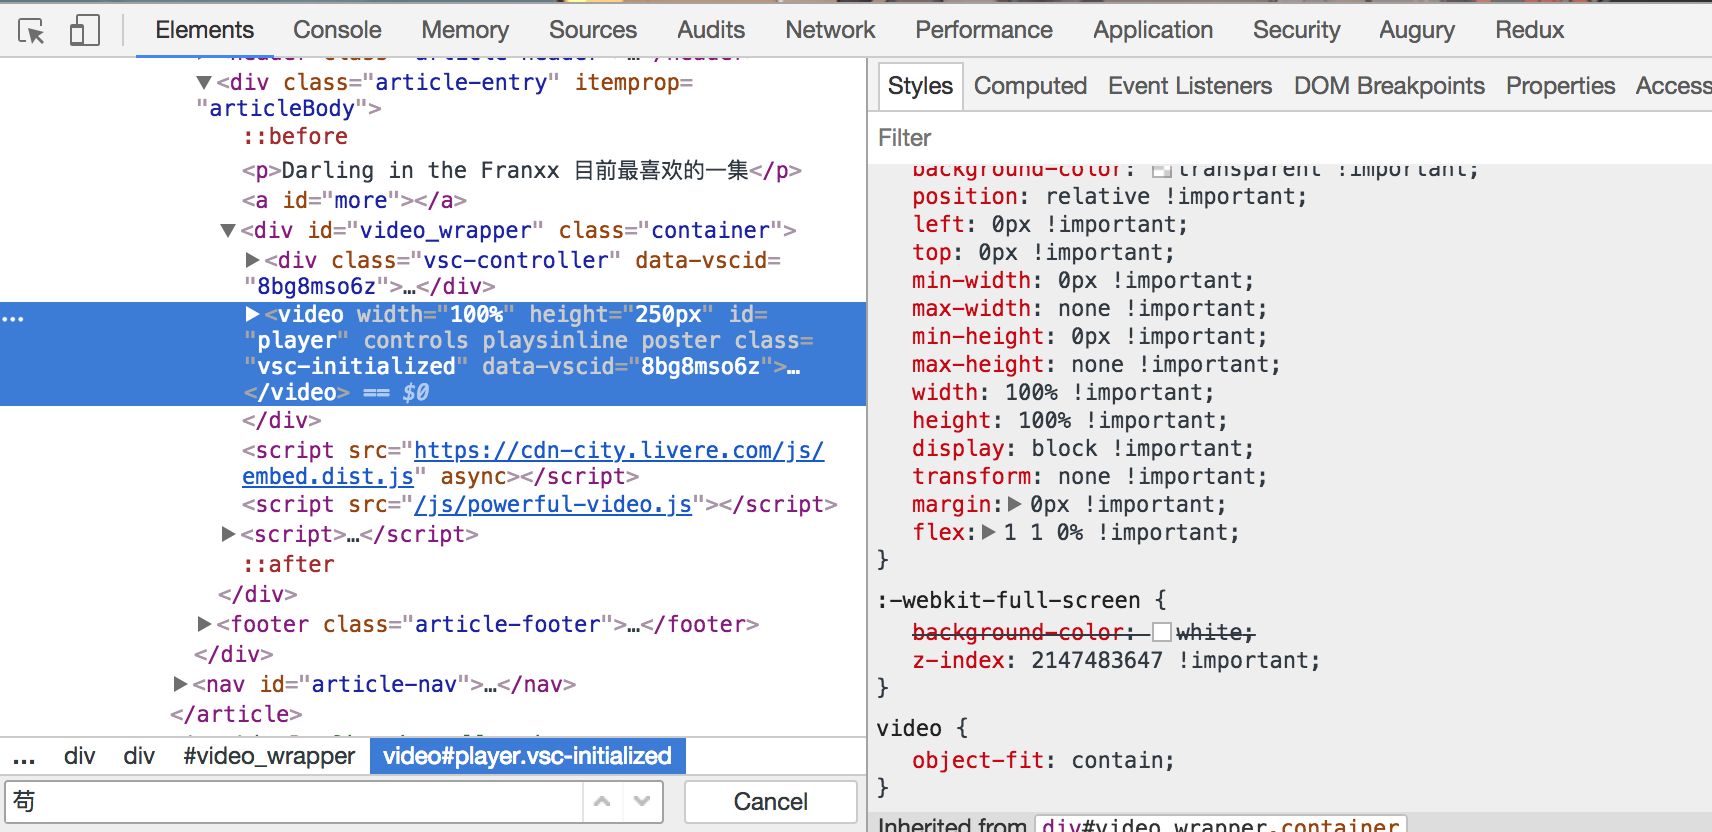 Elements Console Memory Sources Audits Network Performance Application Security Augury Redux
<div class="article-entry" itemprop=
"articleBody">
::before
<p>Darling in the Franxx 目前最喜欢的一集</p>
<a id="more"></a>
<div id="video_wrapper" class="container">
<div class="vsc-controller" data-vscid=
"8bg8mso6z">…</div>
... <video width="100%" height="250px" id=
"player" controls playsinline poster class=
"vsc-initialized" data-vscid="8bg8mso6z">…
</video> == $0
</div>
<script src="https://cdn-city.livere.com/js/
embed.dist.js" async></script>
<script src="/js/powerful-video.js"></script>
<script>…</script>
::after
</div>
<footer class="article-footer">…</footer>
</div>
<nav id="article-nav">…</nav>
</article>
... div div #video_wrapper video#player.vsc-initialized
苟 Cancel
Styles Computed Event Listeners DOM Breakpoints Properties Access
Filter
background-color: transparent !important;
position: relative !important;
left: 0px !important;
top: 0px !important;
min-width: 0px !important;
max-width: none !important;
min-height: 0px !important;
max-height: none !important;
width: 100% !important;
height: 100% !important;
display: block !important;
transform: none !important;
margin: 0px !important;
flex: 1 1 0% !important;
}
:-webkit-full-screen {
background-color: white;
z-index: 2147483647 !important;
}
video {
object-fit: contain;
}
Inherited from div#video_wrapper.container